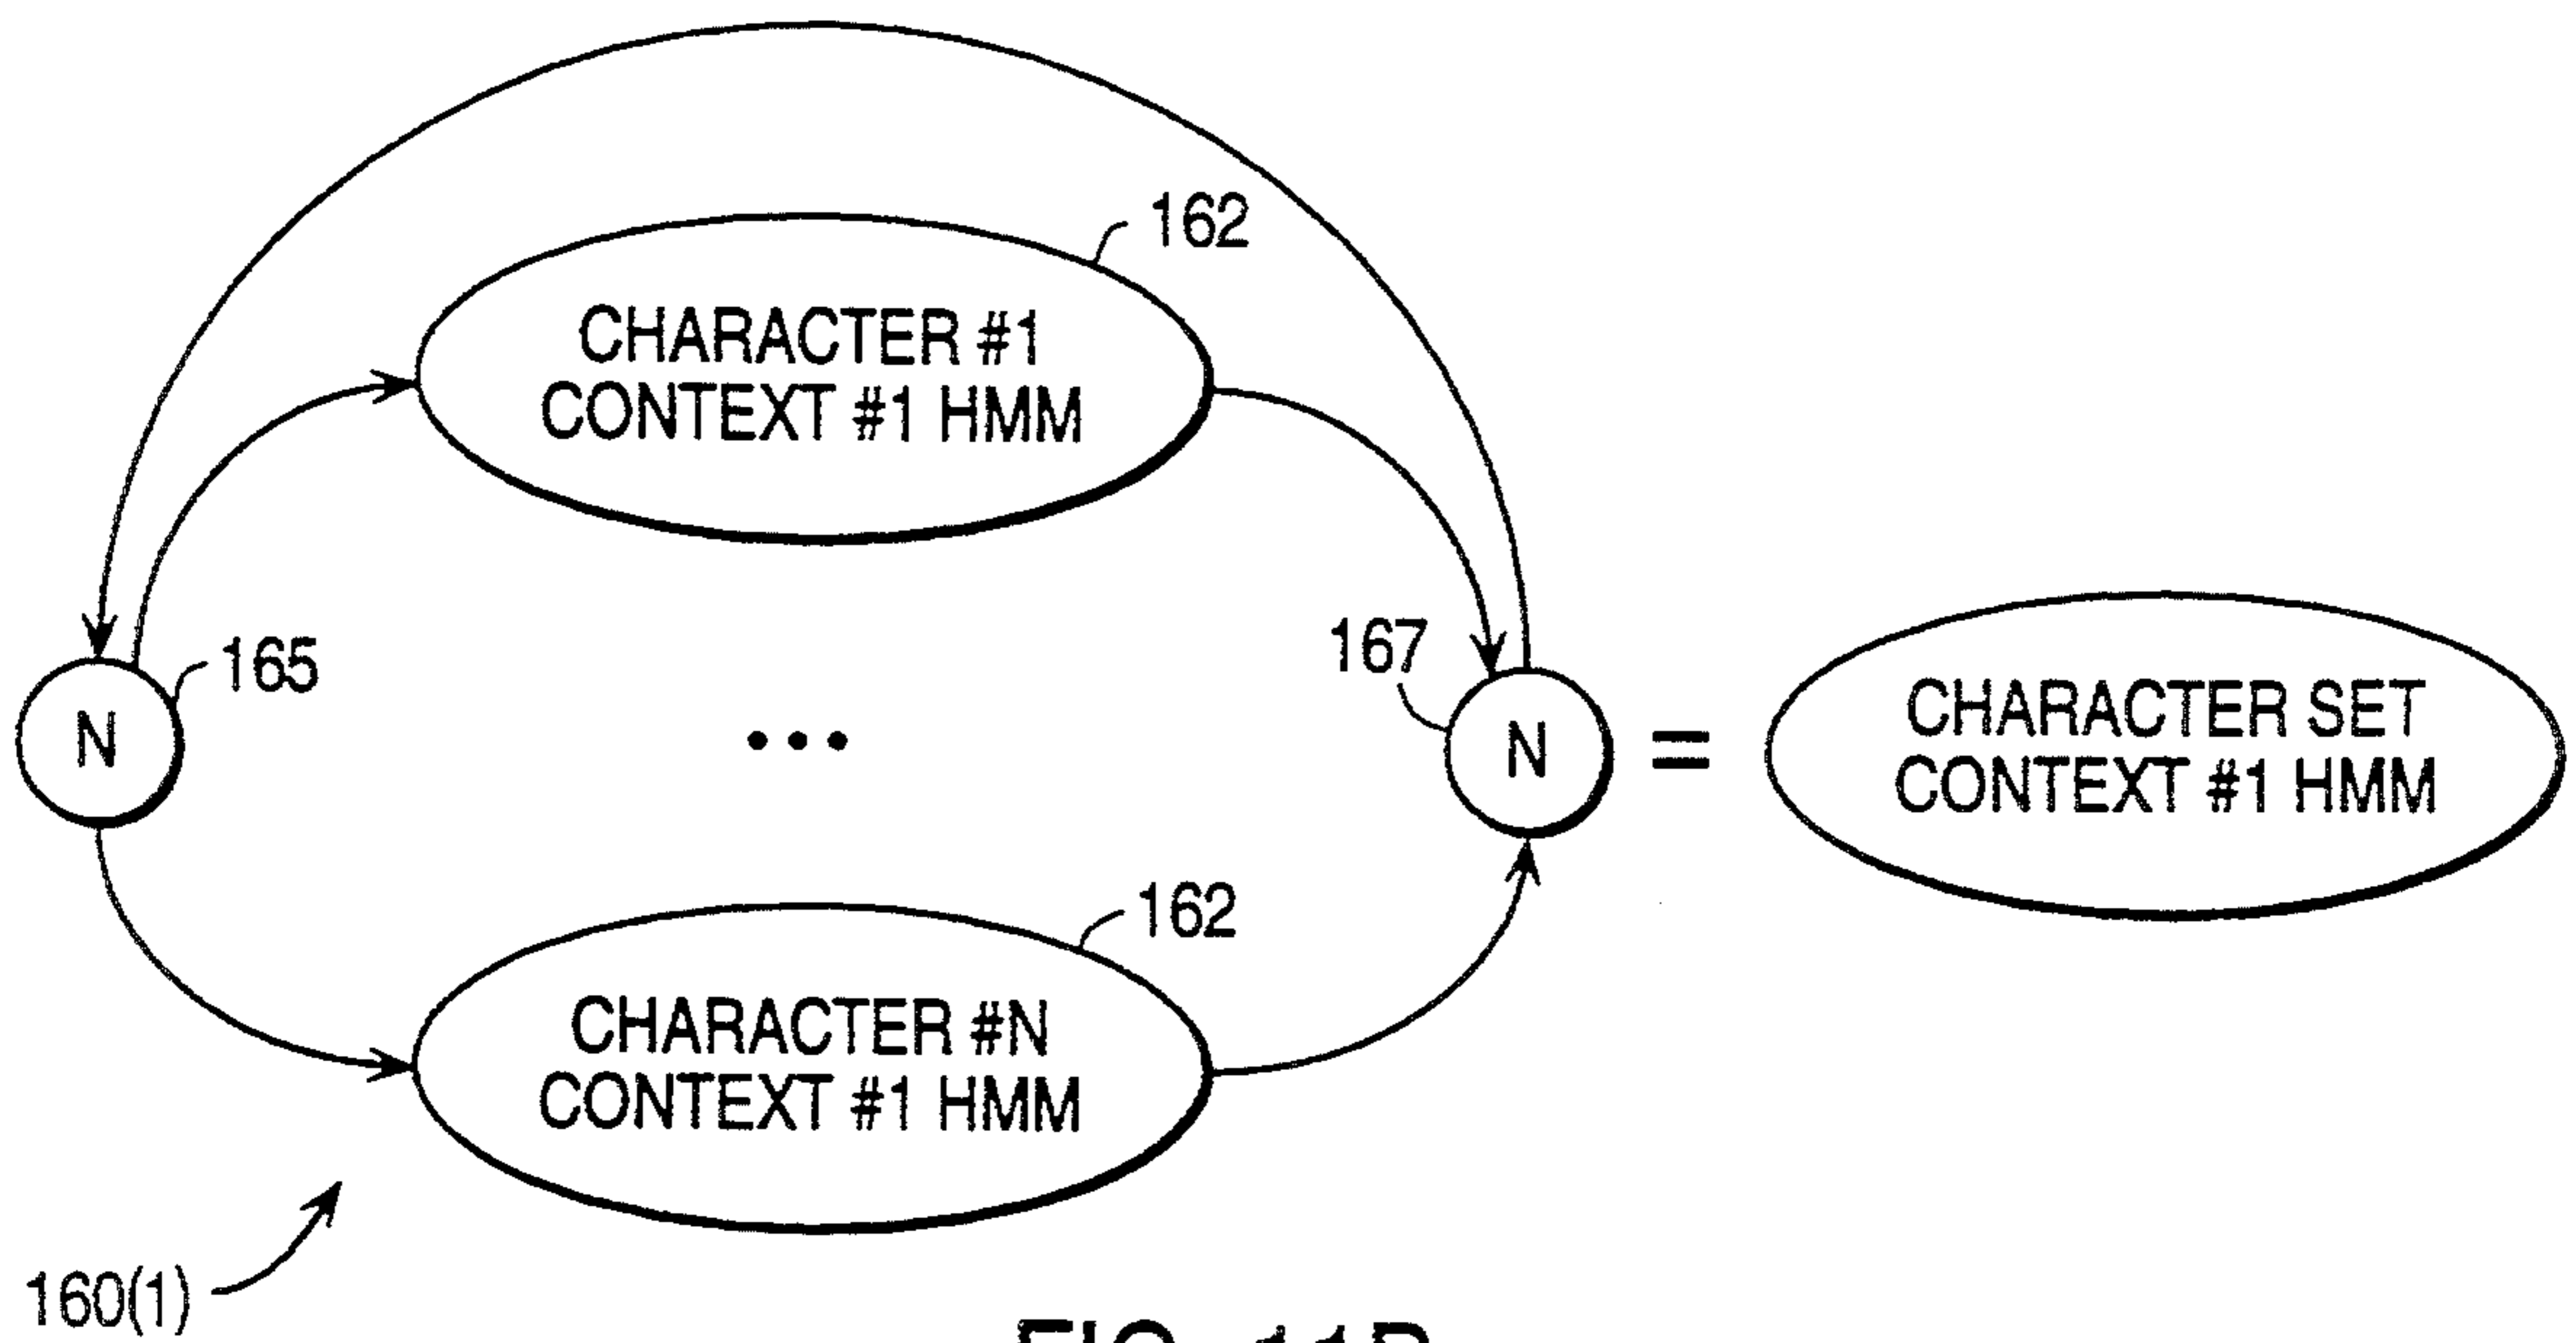 162
CHARACTER #1
CONTEXT #1 HMM
165
167
N
• • •
N
=
CHARACTER SET
CONTEXT #1 HMM
162
CHARACTER #N
CONTEXT #1 HMM
160(1)